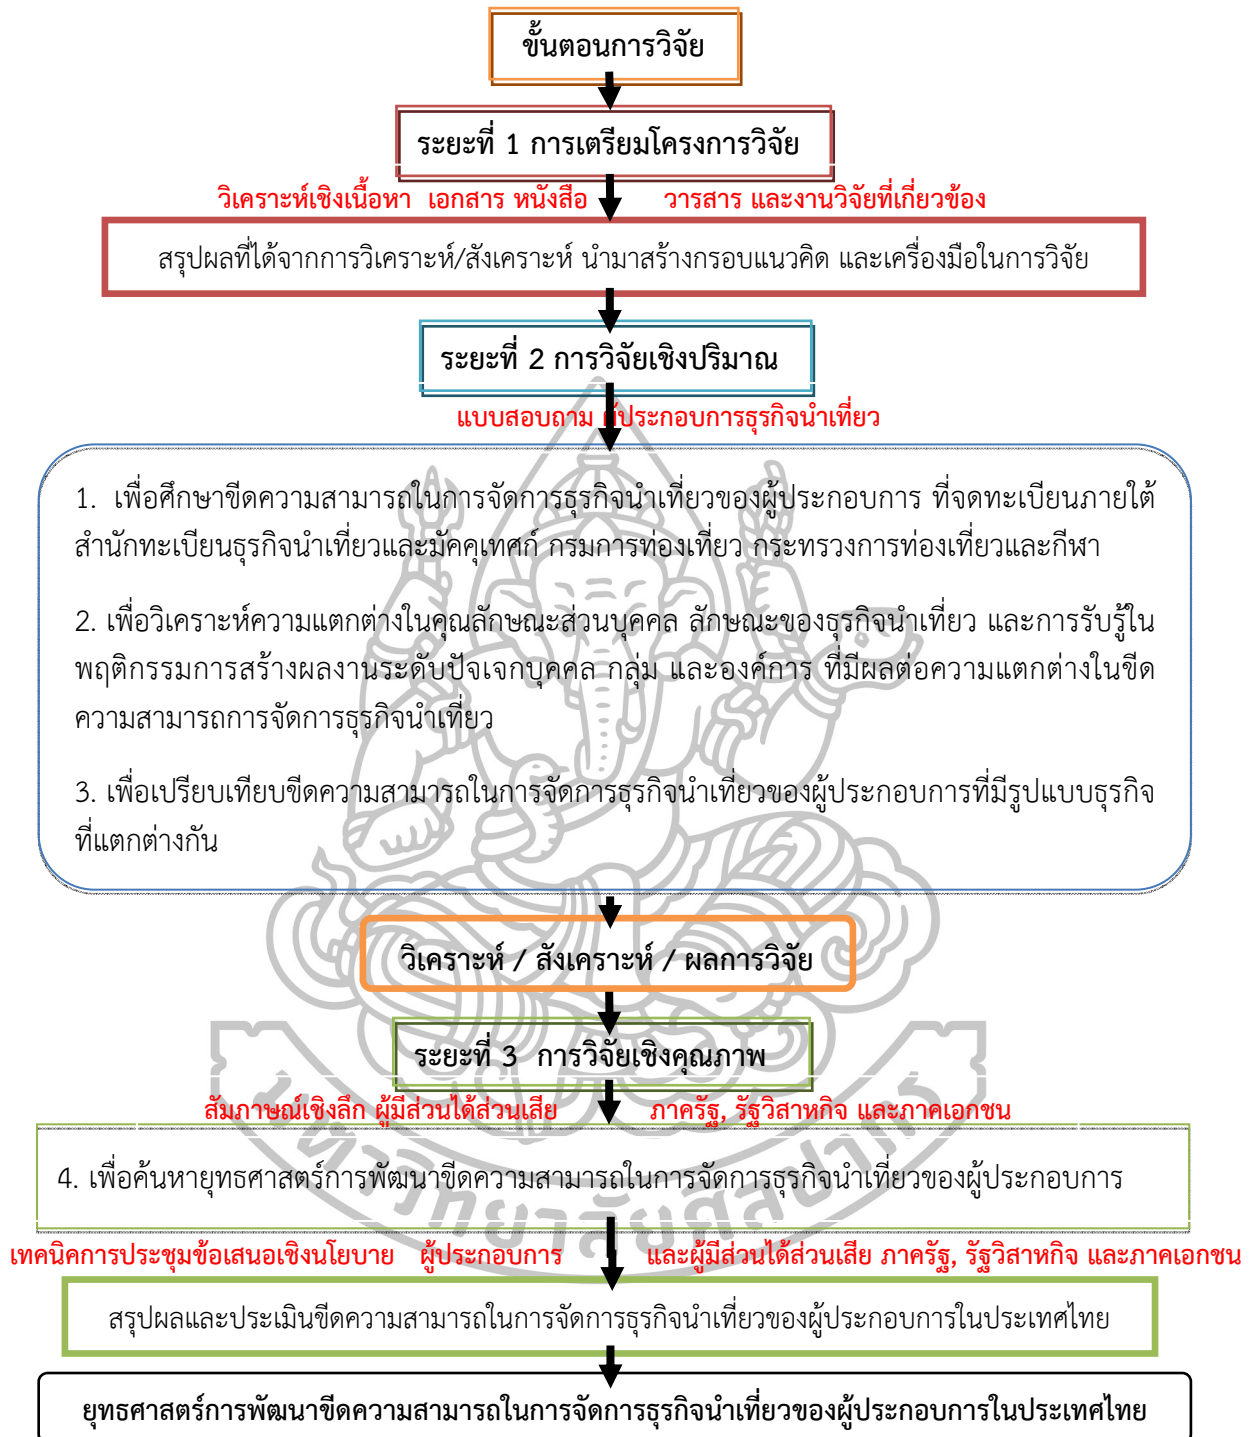 ขั้นตอนการวิจัย
ระยะที่ 1 การเตรียมโครงการวิจัย
วิเคราะห์เชิงเนื้อหา เอกสาร หนังสือ วารสาร และงานวิจัยที่เกี่ยวข้อง
สรุปผลที่ได้จากการวิเคราะห์/สังเคราะห์ นำมาสร้างกรอบแนวคิด และเครื่องมือในการวิจัย
ระยะที่ 2 การวิจัยเชิงปริมาณ
แบบสอบถาม ผู้ประกอบการธุรกิจนำเที่ยว
1. เพื่อศึกษาขีดความสามารถในการจัดการธุรกิจนำเที่ยวของผู้ประกอบการ ที่จดทะเบียนภายใต้
สำนักทะเบียนธุรกิจนำเที่ยวและมัคคุเทศก์ กรมการท่องเที่ยว กระทรวงการท่องเที่ยวและกีฬา
2. เพื่อวิเคราะห์ความแตกต่างในคุณลักษณะส่วนบุคคล ลักษณะของธุรกิจนำเที่ยว และการรับรู้ใน
พฤติกรรมการสร้างผลงานระดับปัจเจกบุคคล กลุ่ม และองค์การ ที่มีผลต่อความแตกต่างในขีด
ความสามารถการจัดการธุรกิจนำเที่ยว
3. เพื่อเปรียบเทียบขีดความสามารถในการจัดการธุรกิจนำเที่ยวของผู้ประกอบการที่มีรูปแบบธุรกิจ
ที่แตกต่างกัน
วิเคราะห์ / สังเคราะห์ / ผลการวิจัย
ระยะที่ 3 การวิจัยเชิงคุณภาพ
สัมภาษณ์เชิงลึก ผู้มีส่วนได้ส่วนเสีย ภาครัฐ, รัฐวิสาหกิจ และภาคเอกชน
4. เพื่อค้นหายุทธศาสตร์การพัฒนาขีดความสามารถในการจัดการธุรกิจนำเที่ยวของผู้ประกอบการ
มหาวิทยาลัยศิลปากร
เทคนิคการประชุมข้อเสนอเชิงนโยบาย ผู้ประกอบการ และผู้มีส่วนได้ส่วนเสีย ภาครัฐ, รัฐวิสาหกิจ และภาคเอกชน
สรุปผลและประเมินขีดความสามารถในการจัดการธุรกิจนำเที่ยวของผู้ประกอบการในประเทศไทย
ยุทธศาสตร์การพัฒนาขีดความสามารถในการจัดการธุรกิจนำเที่ยวของผู้ประกอบการในประเทศไทย